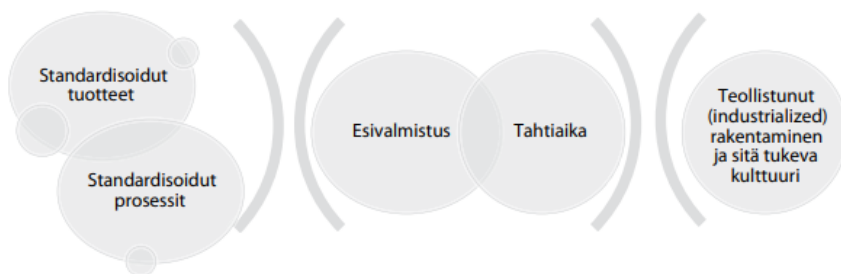 Standardisoidut
tuotteet
Standardisoidut
prosessit
Esivalmistus
Tahtiaika
Teollistunut
(industrialized)
rakentaminen
ja sitä tukeva
kulttuuri